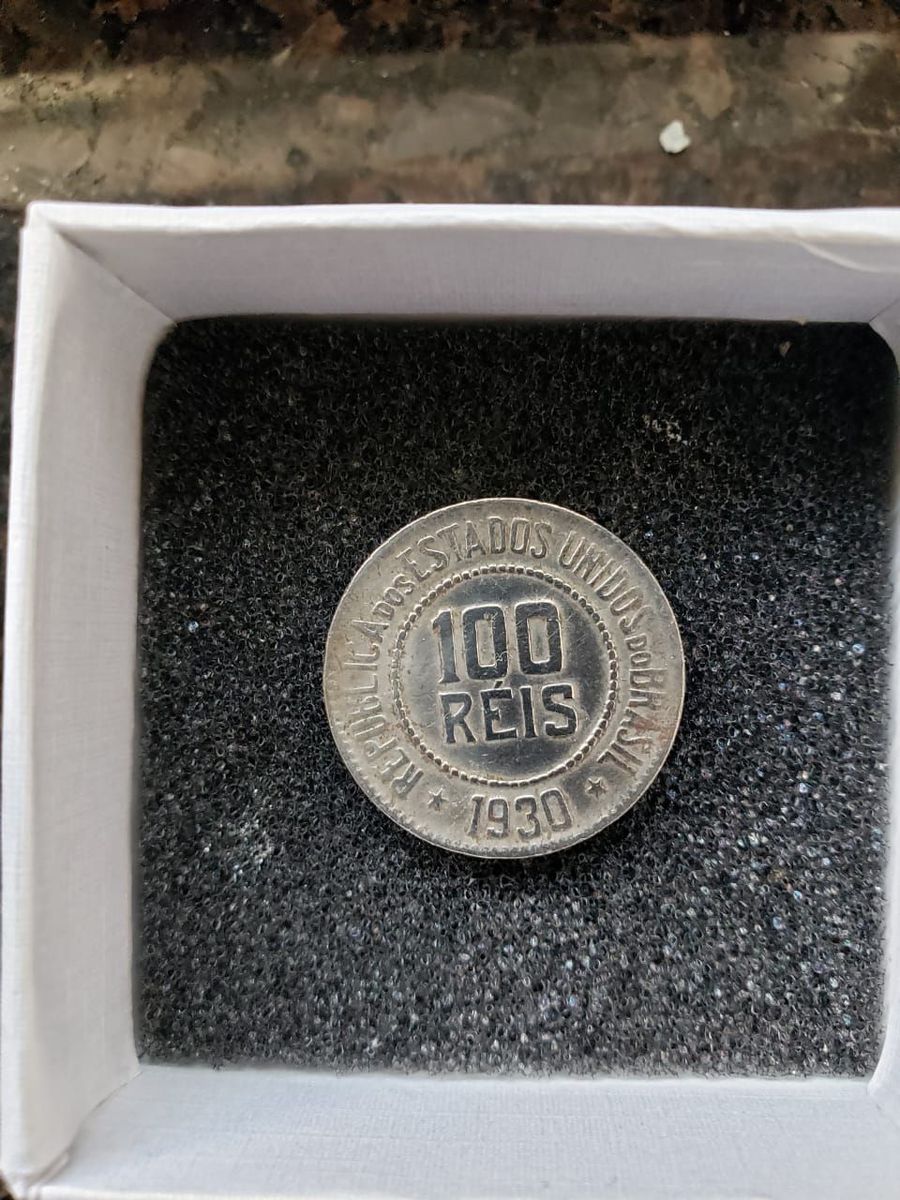 REPUBLICA DOS ESTADOS UNIDOS DO BRASIL
100
RÉIS
★ 1930 ★